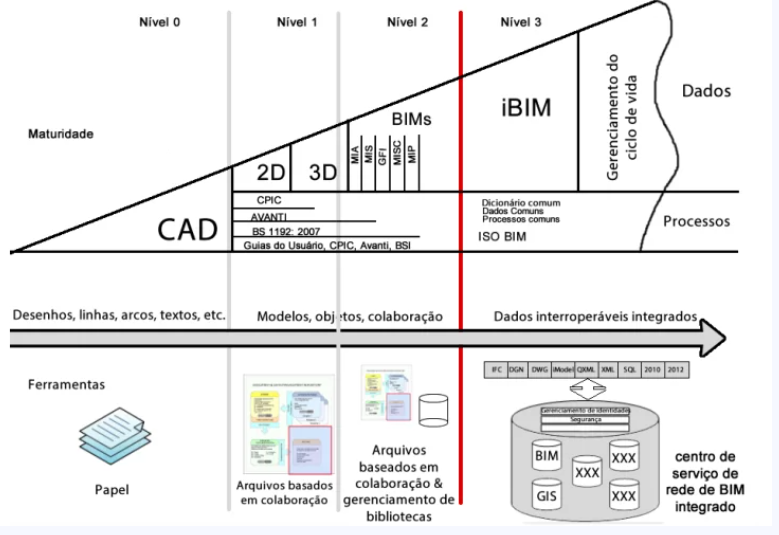 Nível 0
Nível 1
Nível 2
Nível 3
Maturidade
CAD
2D
3D
BIMs
MIA
MIS
GFI
MISC
MIP
iBIM
Gerenciamento do
ciclo de vida
Dados
CPIC
AVANTI
BS 1192: 2007
Guias do Usuário, CPIC, Avanti, BSI
Dicionário comum
Dados Comuns
Processos comuns
ISO BIM
Processos
Desenhos, linhas, arcos, textos, etc.
Modelos, objetos, colaboração
Dados interroperáveis integrados
Ferramentas
Papel
Arquivos basados
em colaboração
Arquivos
baseados em
colaboração &
gerenciamento de
bibliotecas
IFC DGN DWG iModel QXML XML SQL 2010 2012
Gerenciamento de identidades
Segurança
BIM
XXX
XXX
GIS
XXX
centro de
serviço de
rede de BIM
integrado